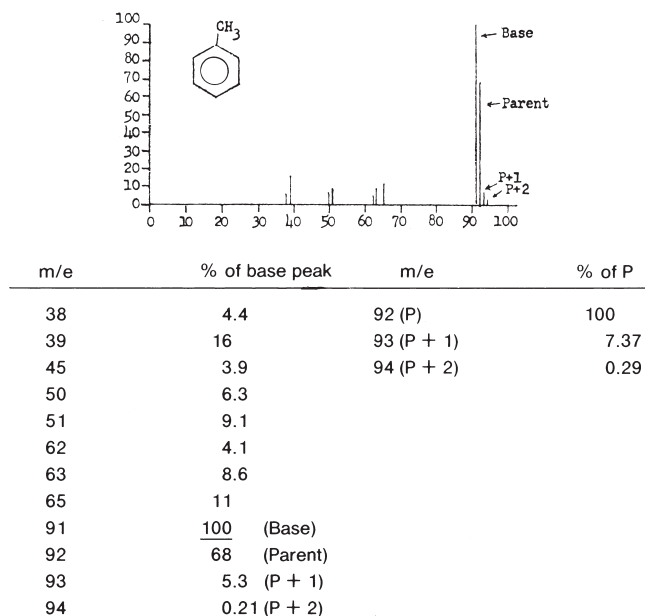 100
90
80
70
60
50
40
30
20
10
0
CH3
← Base
← Parent
P+1
P+2
0 10 20 30 40 50 60 70 80 90 100
m/e % of base peak m/e % of P
38 4.4 92 (P) 100
39 16 93 (P + 1) 7.37
45 3.9 94 (P + 2) 0.29
50 6.3
51 9.1
62 4.1
63 8.6
65 11
91 100 (Base)
92 68 (Parent)
93 5.3 (P + 1)
94 0.21 (P + 2)